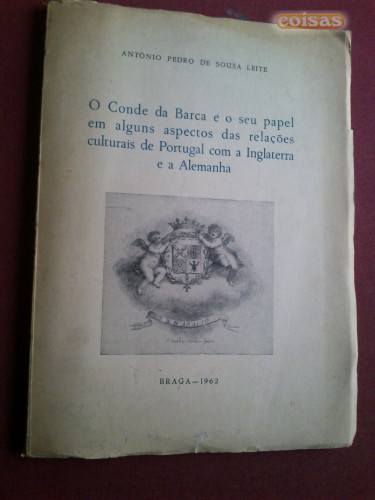 coisas
ANTÓNIO PEDRO DE SOUSA LEITE
O Conde da Barca e o seu papel
em alguns aspectos das relações
culturais de Portugal com a Inglaterra
e a Alemanha
BRAGA — 1962